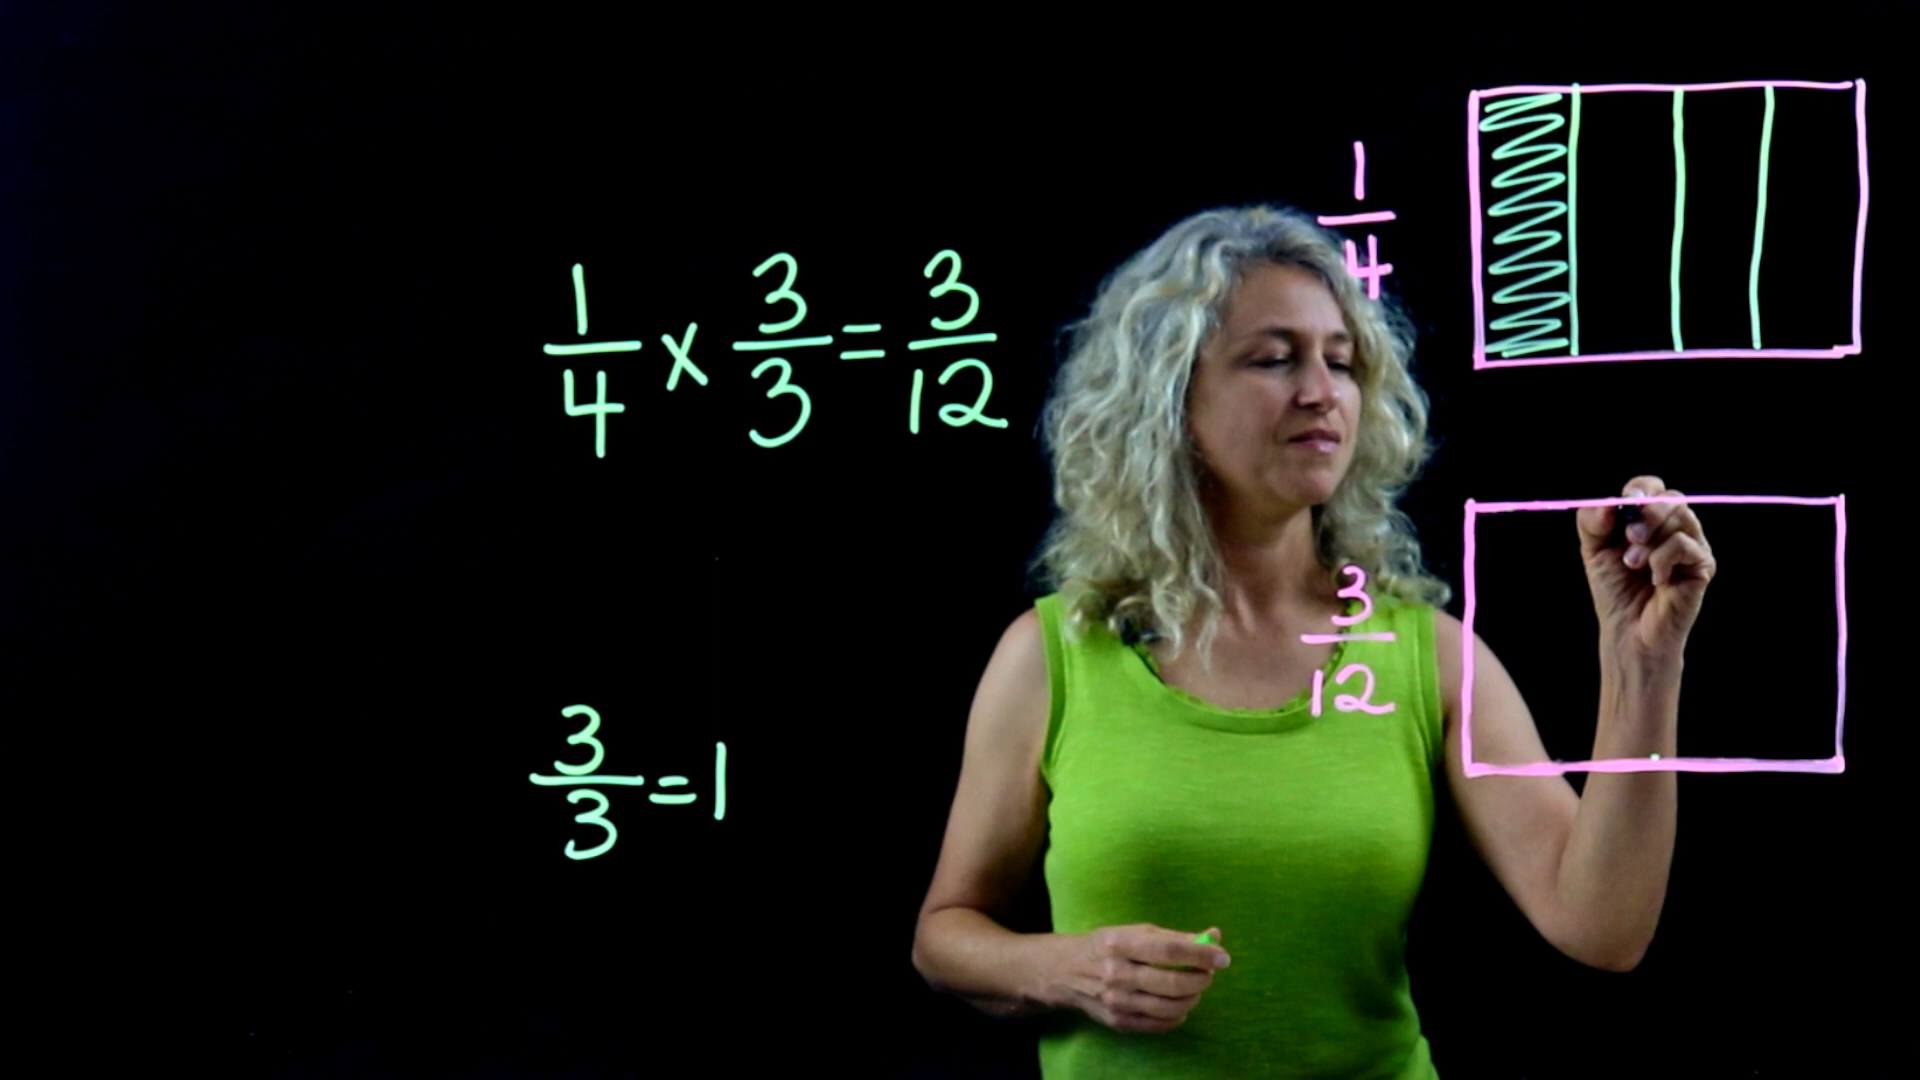 1/4 x 3/3 = 3/12
3/3 = 1
1/4
3/12